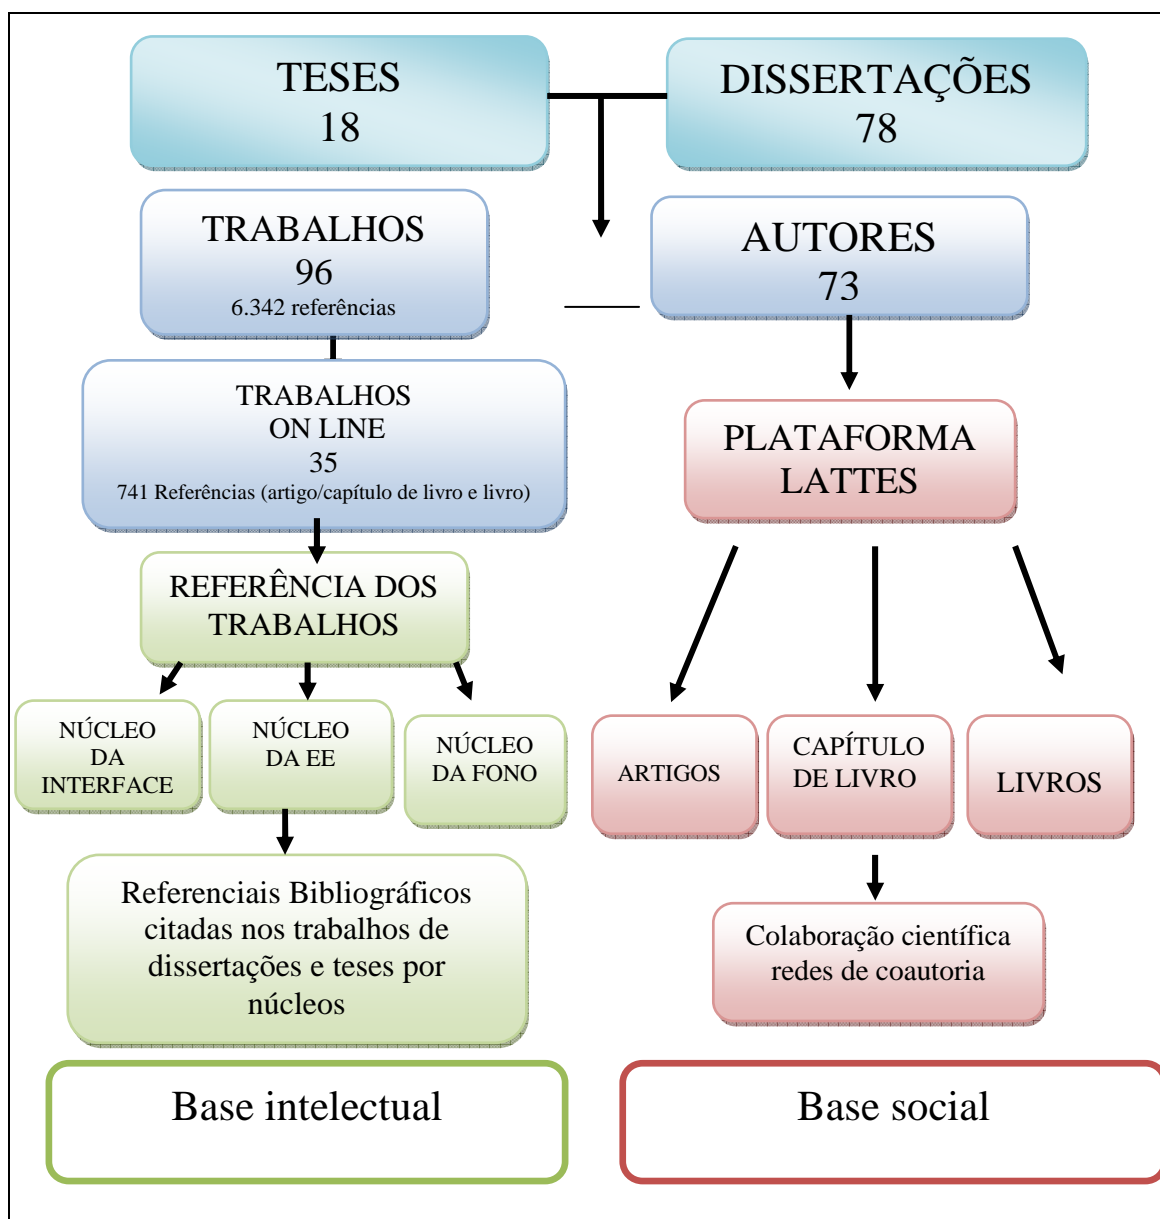 TESES
18
DISSERTAÇÕES
78
TRABALHOS
96
6.342 referências
AUTORES
73
TRABALHOS
ON LINE
35
741 Referências (artigo/capítulo de livro e livro)
PLATAFORMA
LATTES
REFERÊNCIA DOS
TRABALHOS
NÚCLEO
DA
INTERFACE
NÚCLEO
DA EE
NÚCLEO
DA FONO
ARTIGOS
CAPÍTULO
DE LIVRO
LIVROS
Referenciais Bibliográficos
citadas nos trabalhos de
dissertações e teses por
núcleos
Colaboração científica
redes de coautoria
Base intelectual
Base social